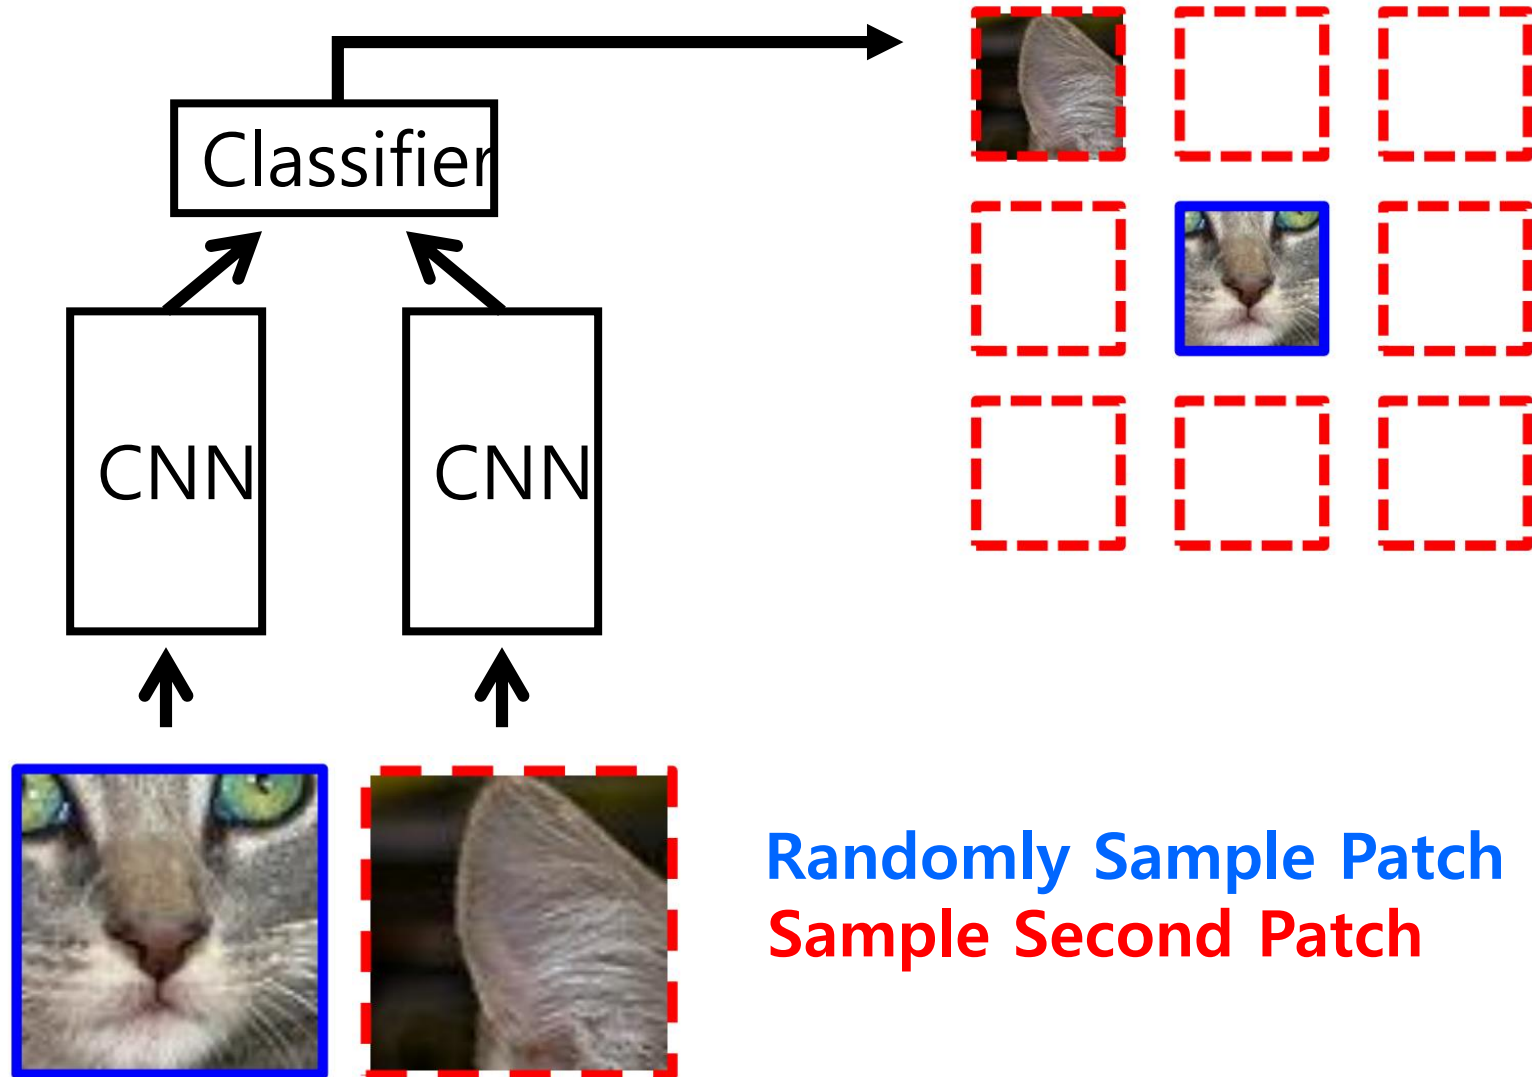 Classifier
CNN
CNN
Randomly Sample Patch
Sample Second Patch